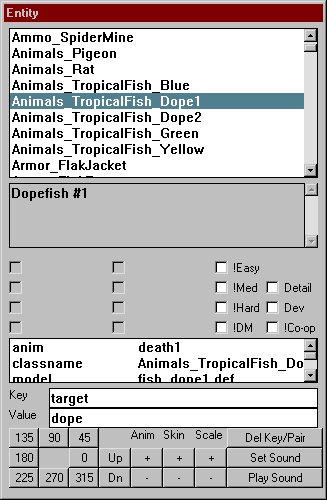 Entity
Ammo_SpiderMine
Animals_Pigeon
Animals_Rat
Animals_TropicalFish_Blue
Animals_TropicalFish_Dope1
Animals_TropicalFish_Dope2
Animals_TropicalFish_Green
Animals_TropicalFish_Yellow
Armor_FlakJacket
Dopefish #1
!Easy
!Med Detail
!Hard Dev
!DM !Co-op
anim death1
classname Animals_TropicalFish_Do
model fish_dope1.def
Key target
Value dope
135 90 45 Anim Skin Scale Del Key/Pair
180 0 Up + + + Set Sound
225 270 315 Dn - - - Play Sound